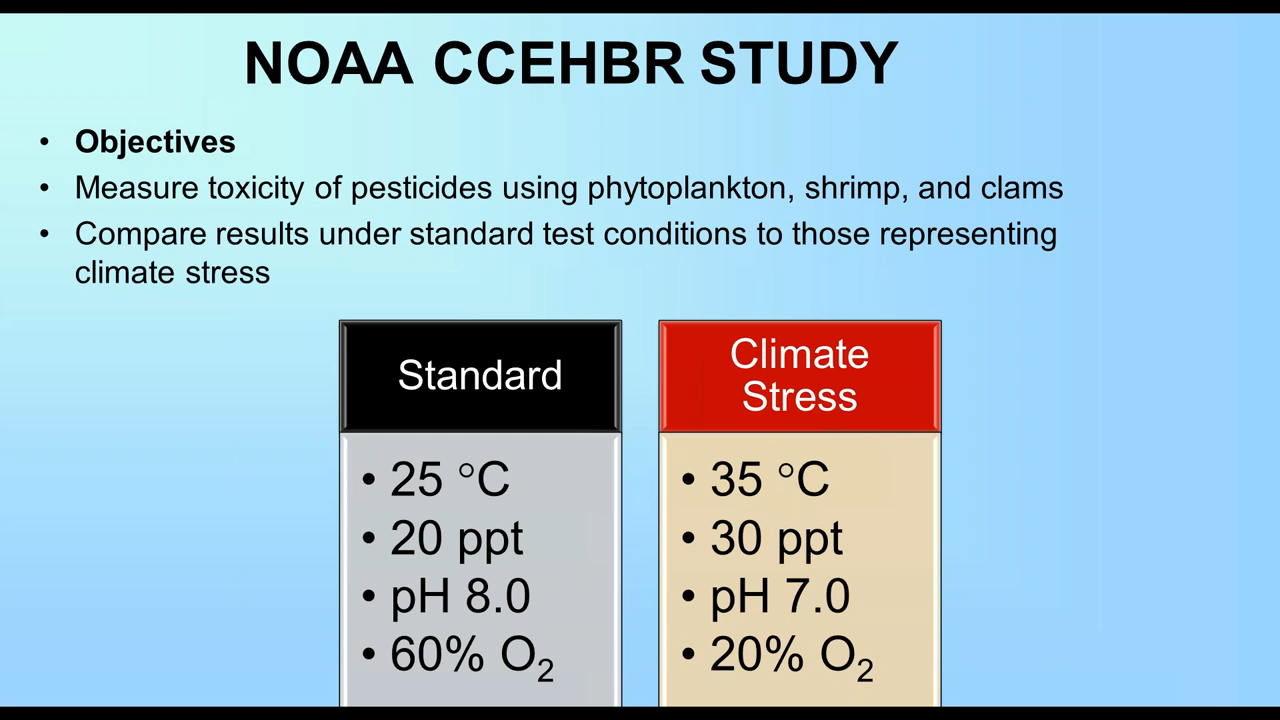 NOAA CCEHBR STUDY
• Objectives
• Measure toxicity of pesticides using phytoplankton, shrimp, and clams
• Compare results under standard test conditions to those representing
climate stress
Standard
• 25 °C
• 20 ppt
• pH 8.0
• 60% O₂
Climate
Stress
• 35 °C
• 30 ppt
• pH 7.0
• 20% O₂